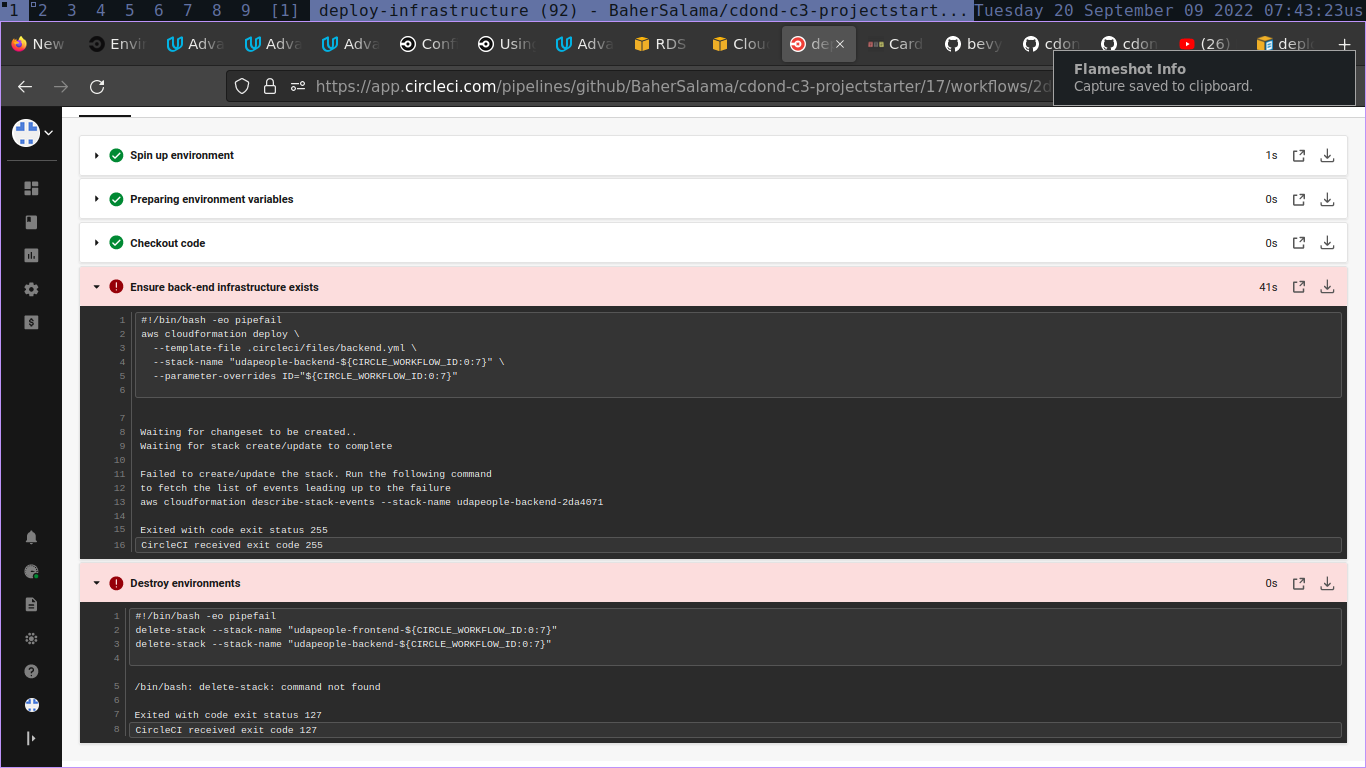 1 2 3 4 5 6 7 8 9 [1] deploy-infrastructure (92) - BaherSalama/cdond-c3-projectstart... Tuesday 20 September 09 2022 07:43:23us
New Envi Adva Adva Adva Conf Using Adva RDS Clou de Card bevy cdon cdon (26) depl
Flameshot Info
Capture saved to clipboard.
https://app.circleci.com/pipelines/github/BaherSalama/cdond-c3-projectstarter/17/workflows/2d
Spin up environment 1s
Preparing environment variables 0s
Checkout code 0s
Ensure back-end infrastructure exists 41s
1 #!/bin/bash -eo pipefail
2 aws cloudformation deploy \
3 --template-file .circleci/files/backend.yml \
4 --stack-name "udapeople-backend-${CIRCLE_WORKFLOW_ID:0:7}" \
5 --parameter-overrides ID="${CIRCLE_WORKFLOW_ID:0:7}"
6
7
8 Waiting for changeset to be created..
9 Waiting for stack create/update to complete
10
11 Failed to create/update the stack. Run the following command
12 to fetch the list of events leading up to the failure
13 aws cloudformation describe-stack-events --stack-name udapeople-backend-2da4071
14
15 Exited with code exit status 255
16 CircleCI received exit code 255
Destroy environments 0s
1 #!/bin/bash -eo pipefail
2 delete-stack --stack-name "udapeople-frontend-${CIRCLE_WORKFLOW_ID:0:7}"
3 delete-stack --stack-name "udapeople-backend-${CIRCLE_WORKFLOW_ID:0:7}"
4
5 /bin/bash: delete-stack: command not found
6
7 Exited with code exit status 127
8 CircleCI received exit code 127